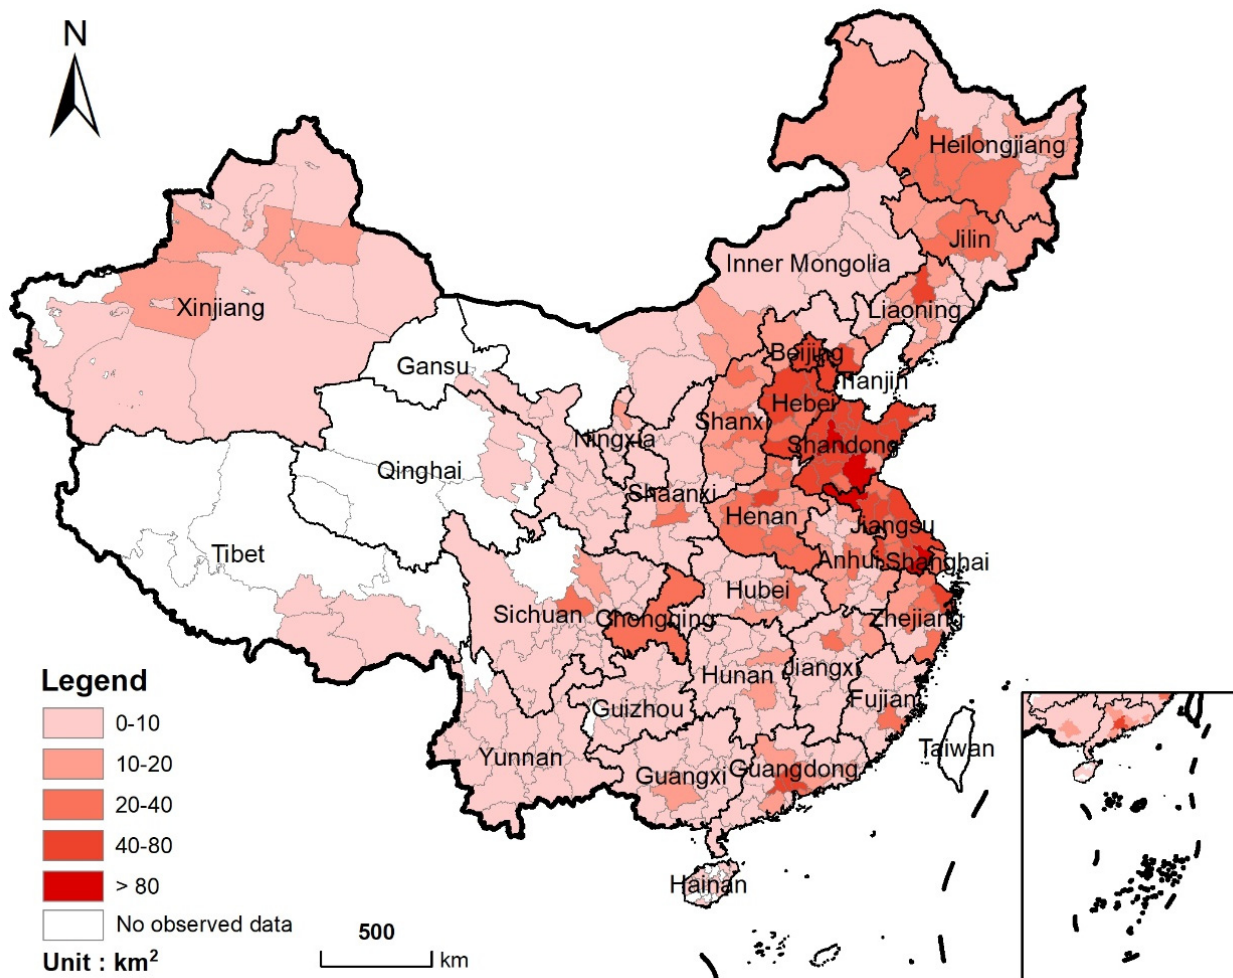 N
Heilongjiang
Jilin
Inner Mongolia
Liaoning
Xinjiang
Beijing
Gansu
Tianjin
Hebei
Shanxi
Ningxia
Shandong
Qinghai
Shaanxi
Henan
Jiangsu
Tibet
Anhui
Shanghai
Hubei
Sichuan
Chongqing
Zhejiang
Hunan
Jiangxi
Fujian
Guizhou
Taiwan
Yunnan
Guangxi
Guangdong
Hainan
Legend
0-10
10-20
20-40
40-80
> 80
No observed data
Unit : km²
500
km